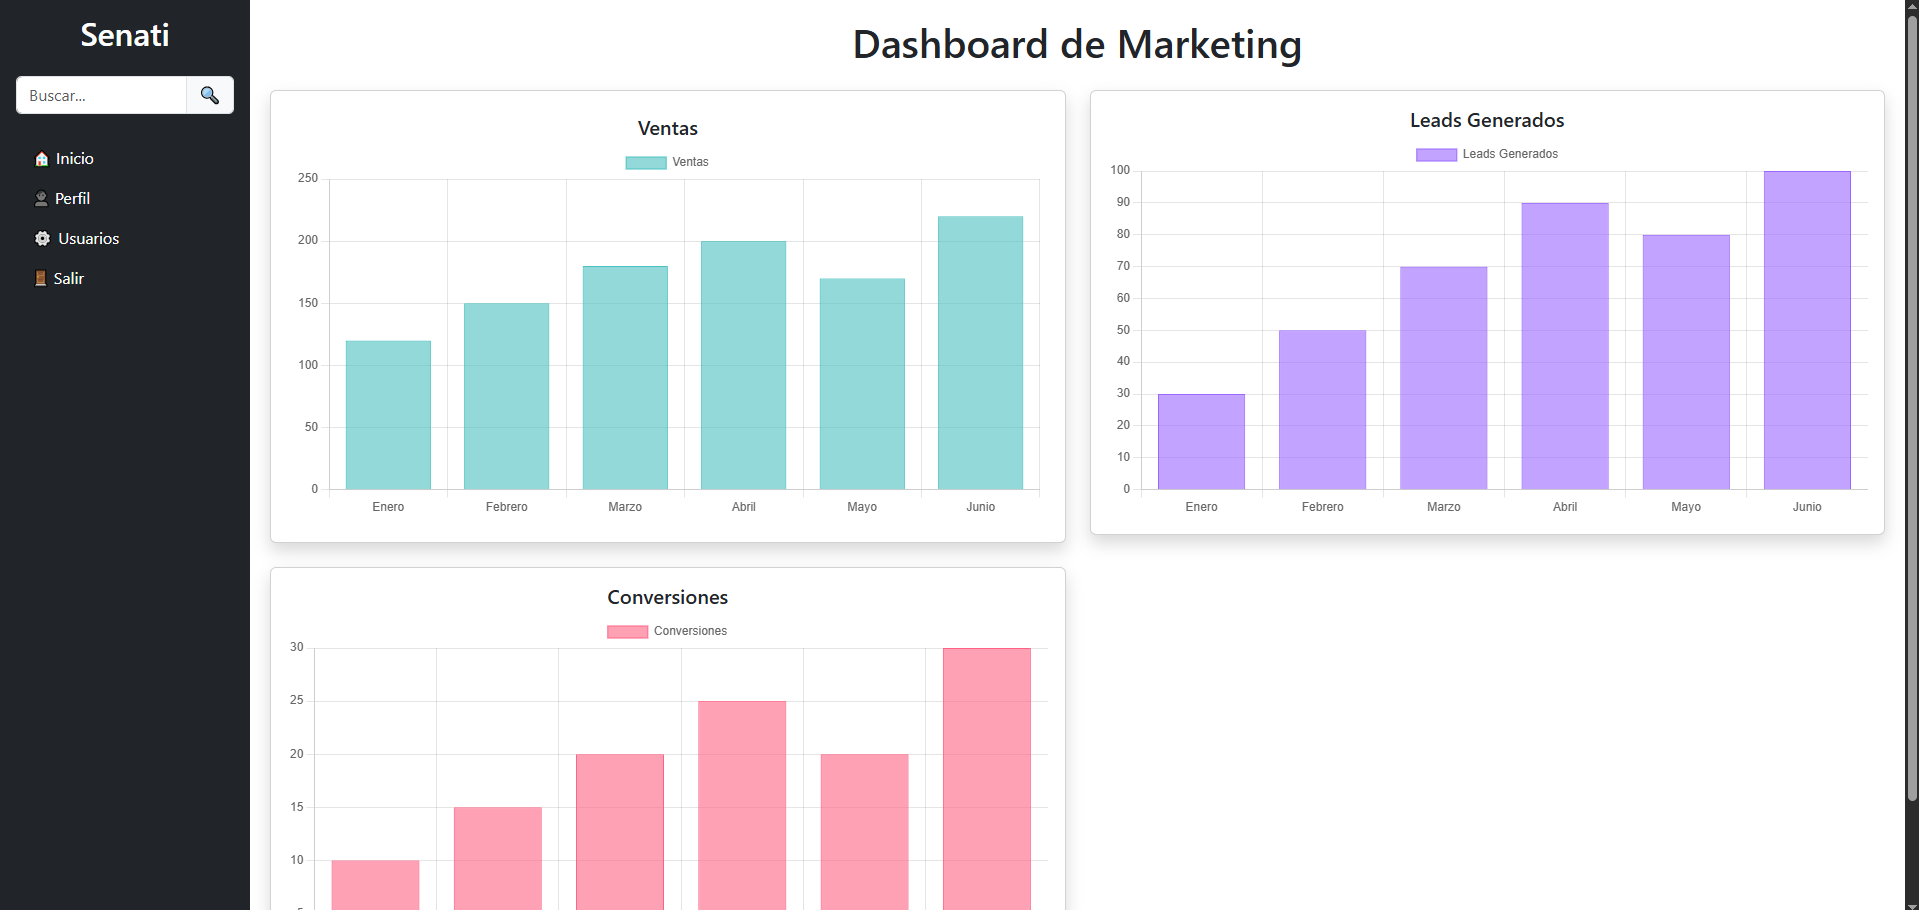 Senati
Buscar...
Inicio
Perfil
Usuarios
Salir
Dashboard de Marketing
Ventas
Ventas
250
200
150
100
50
0
Enero Febrero Marzo Abril Mayo Junio
Leads Generados
Leads Generados
100
90
80
70
60
50
40
30
20
10
0
Enero Febrero Marzo Abril Mayo Junio
Conversiones
Conversiones
30
25
20
15
10